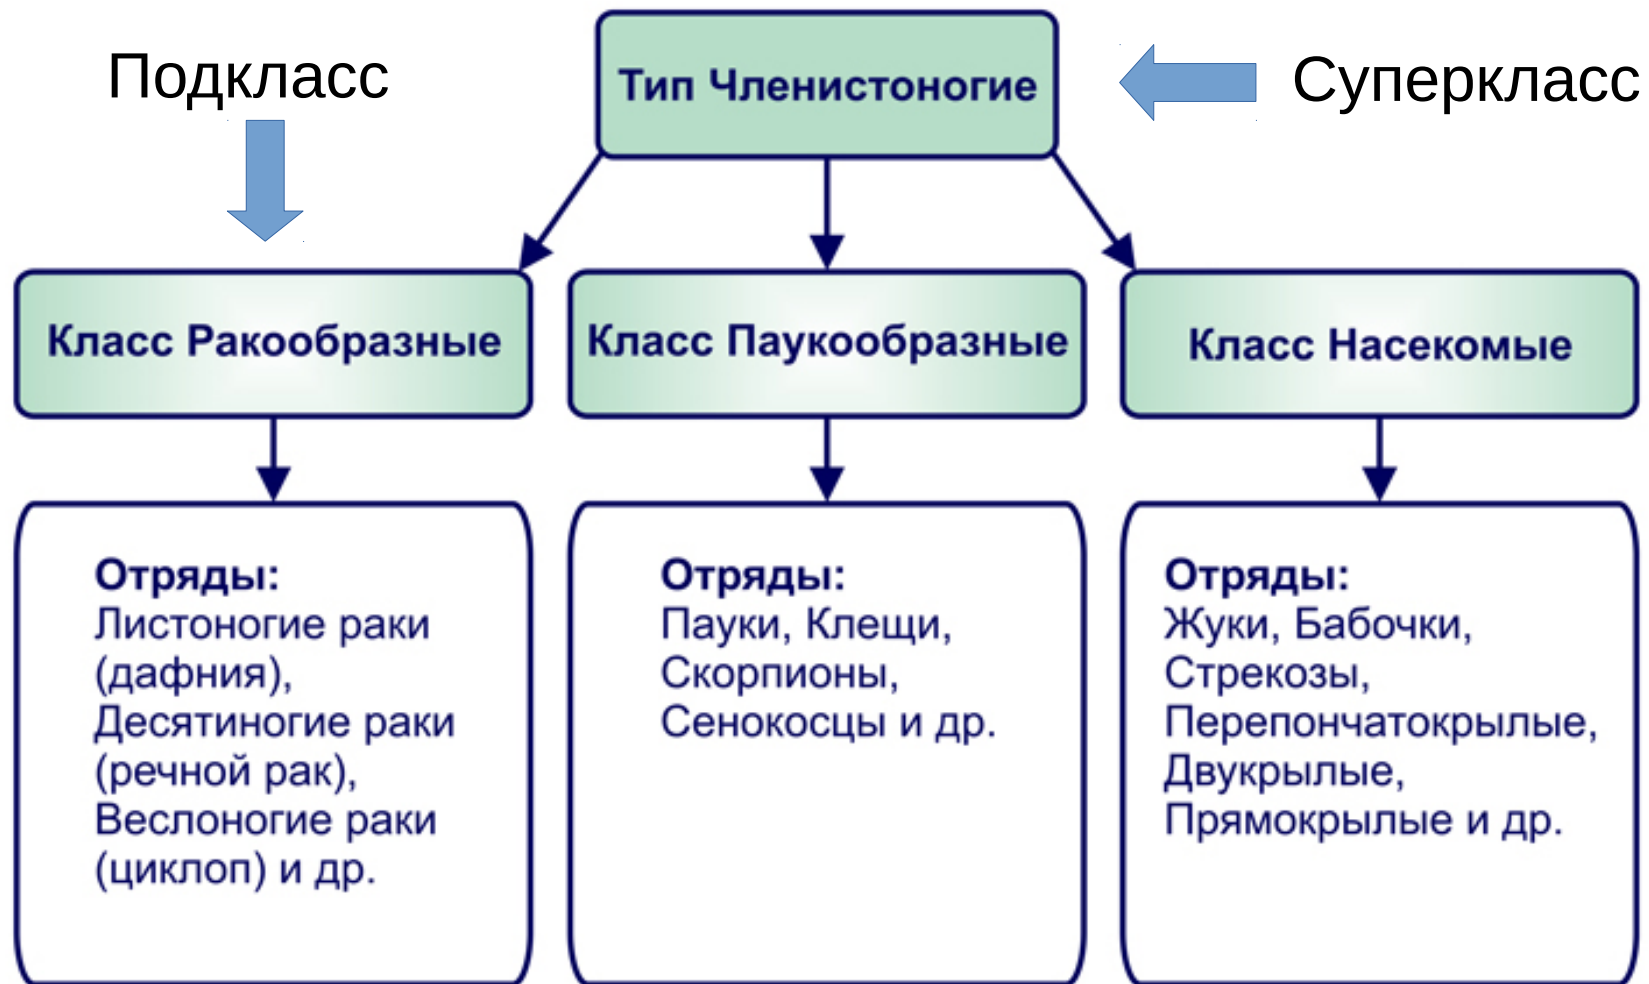 Подкласс
Тип Членистоногие
Суперкласс
Класс Ракообразные
Класс Паукообразные
Класс Насекомые
Отряды:
Листоногие раки
(дафния),
Десятиногие раки
(речной рак),
Веслоногие раки
(циклоп) и др.
Отряды:
Пауки, Клещи,
Скорпионы,
Сенокосцы и др.
Отряды:
Жуки, Бабочки,
Стрекозы,
Перепончатокрылые,
Двукрылые,
Прямокрылые и др.